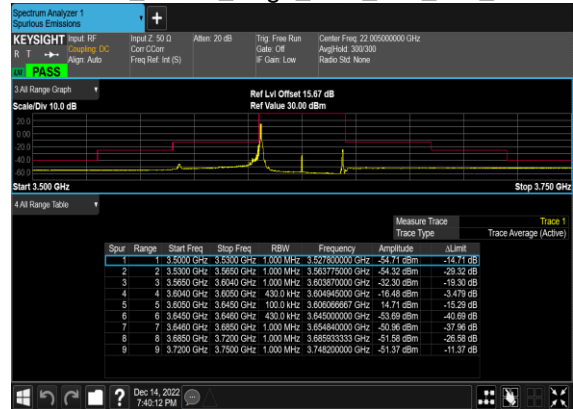 Spectrum Analyzer 1
Spurious Emissions
KEYSIGHT Input: RF Input Z: 50 Ω Atten: 20 dB Trig: Free Run Center Freq: 22.005000000 GHz
R T Coupling: DC Corr CCorr Gate: Off Avg|Hold: 300/300
Align: Auto Freq Ref: Int (S) IF Gain: Low Radio Std: None
PASS
3 All Range Graph
Ref Lvl Offset 15.67 dB
Scale/Div 10.0 dB Ref Value 30.00 dBm
20.0
0.00
-20.0
-40.0
-60.0
Start 3.500 GHz Stop 3.750 GHz
4 All Range Table
Measure Trace Trace 1
Trace Type Trace Average (Active)
Spur Range Start Freq Stop Freq RBW Frequency Amplitude ΔLimit
1 1 3.5000 GHz 3.5300 GHz 1.000 MHz 3.527800000 GHz -54.71 dBm -14.71 dB
2 2 3.5300 GHz 3.5650 GHz 1.000 MHz 3.563775000 GHz -54.32 dBm -29.32 dB
3 3 3.5650 GHz 3.6040 GHz 1.000 MHz 3.603870000 GHz -32.30 dBm -19.30 dB
4 4 3.6040 GHz 3.6050 GHz 430.0 kHz 3.604945000 GHz -16.48 dBm -3.479 dB
5 5 3.6050 GHz 3.6450 GHz 100.0 kHz 3.606066667 GHz 14.71 dBm -15.29 dB
6 6 3.6450 GHz 3.6460 GHz 430.0 kHz 3.645000000 GHz -53.69 dBm -40.69 dB
7 7 3.6460 GHz 3.6850 GHz 1.000 MHz 3.654840000 GHz -50.96 dBm -37.96 dB
8 8 3.6850 GHz 3.7200 GHz 1.000 MHz 3.685933333 GHz -51.58 dBm -26.58 dB
9 9 3.7200 GHz 3.7500 GHz 1.000 MHz 3.748200000 GHz -51.37 dBm -11.37 dB
Dec 14, 2022
7:40:12 PM